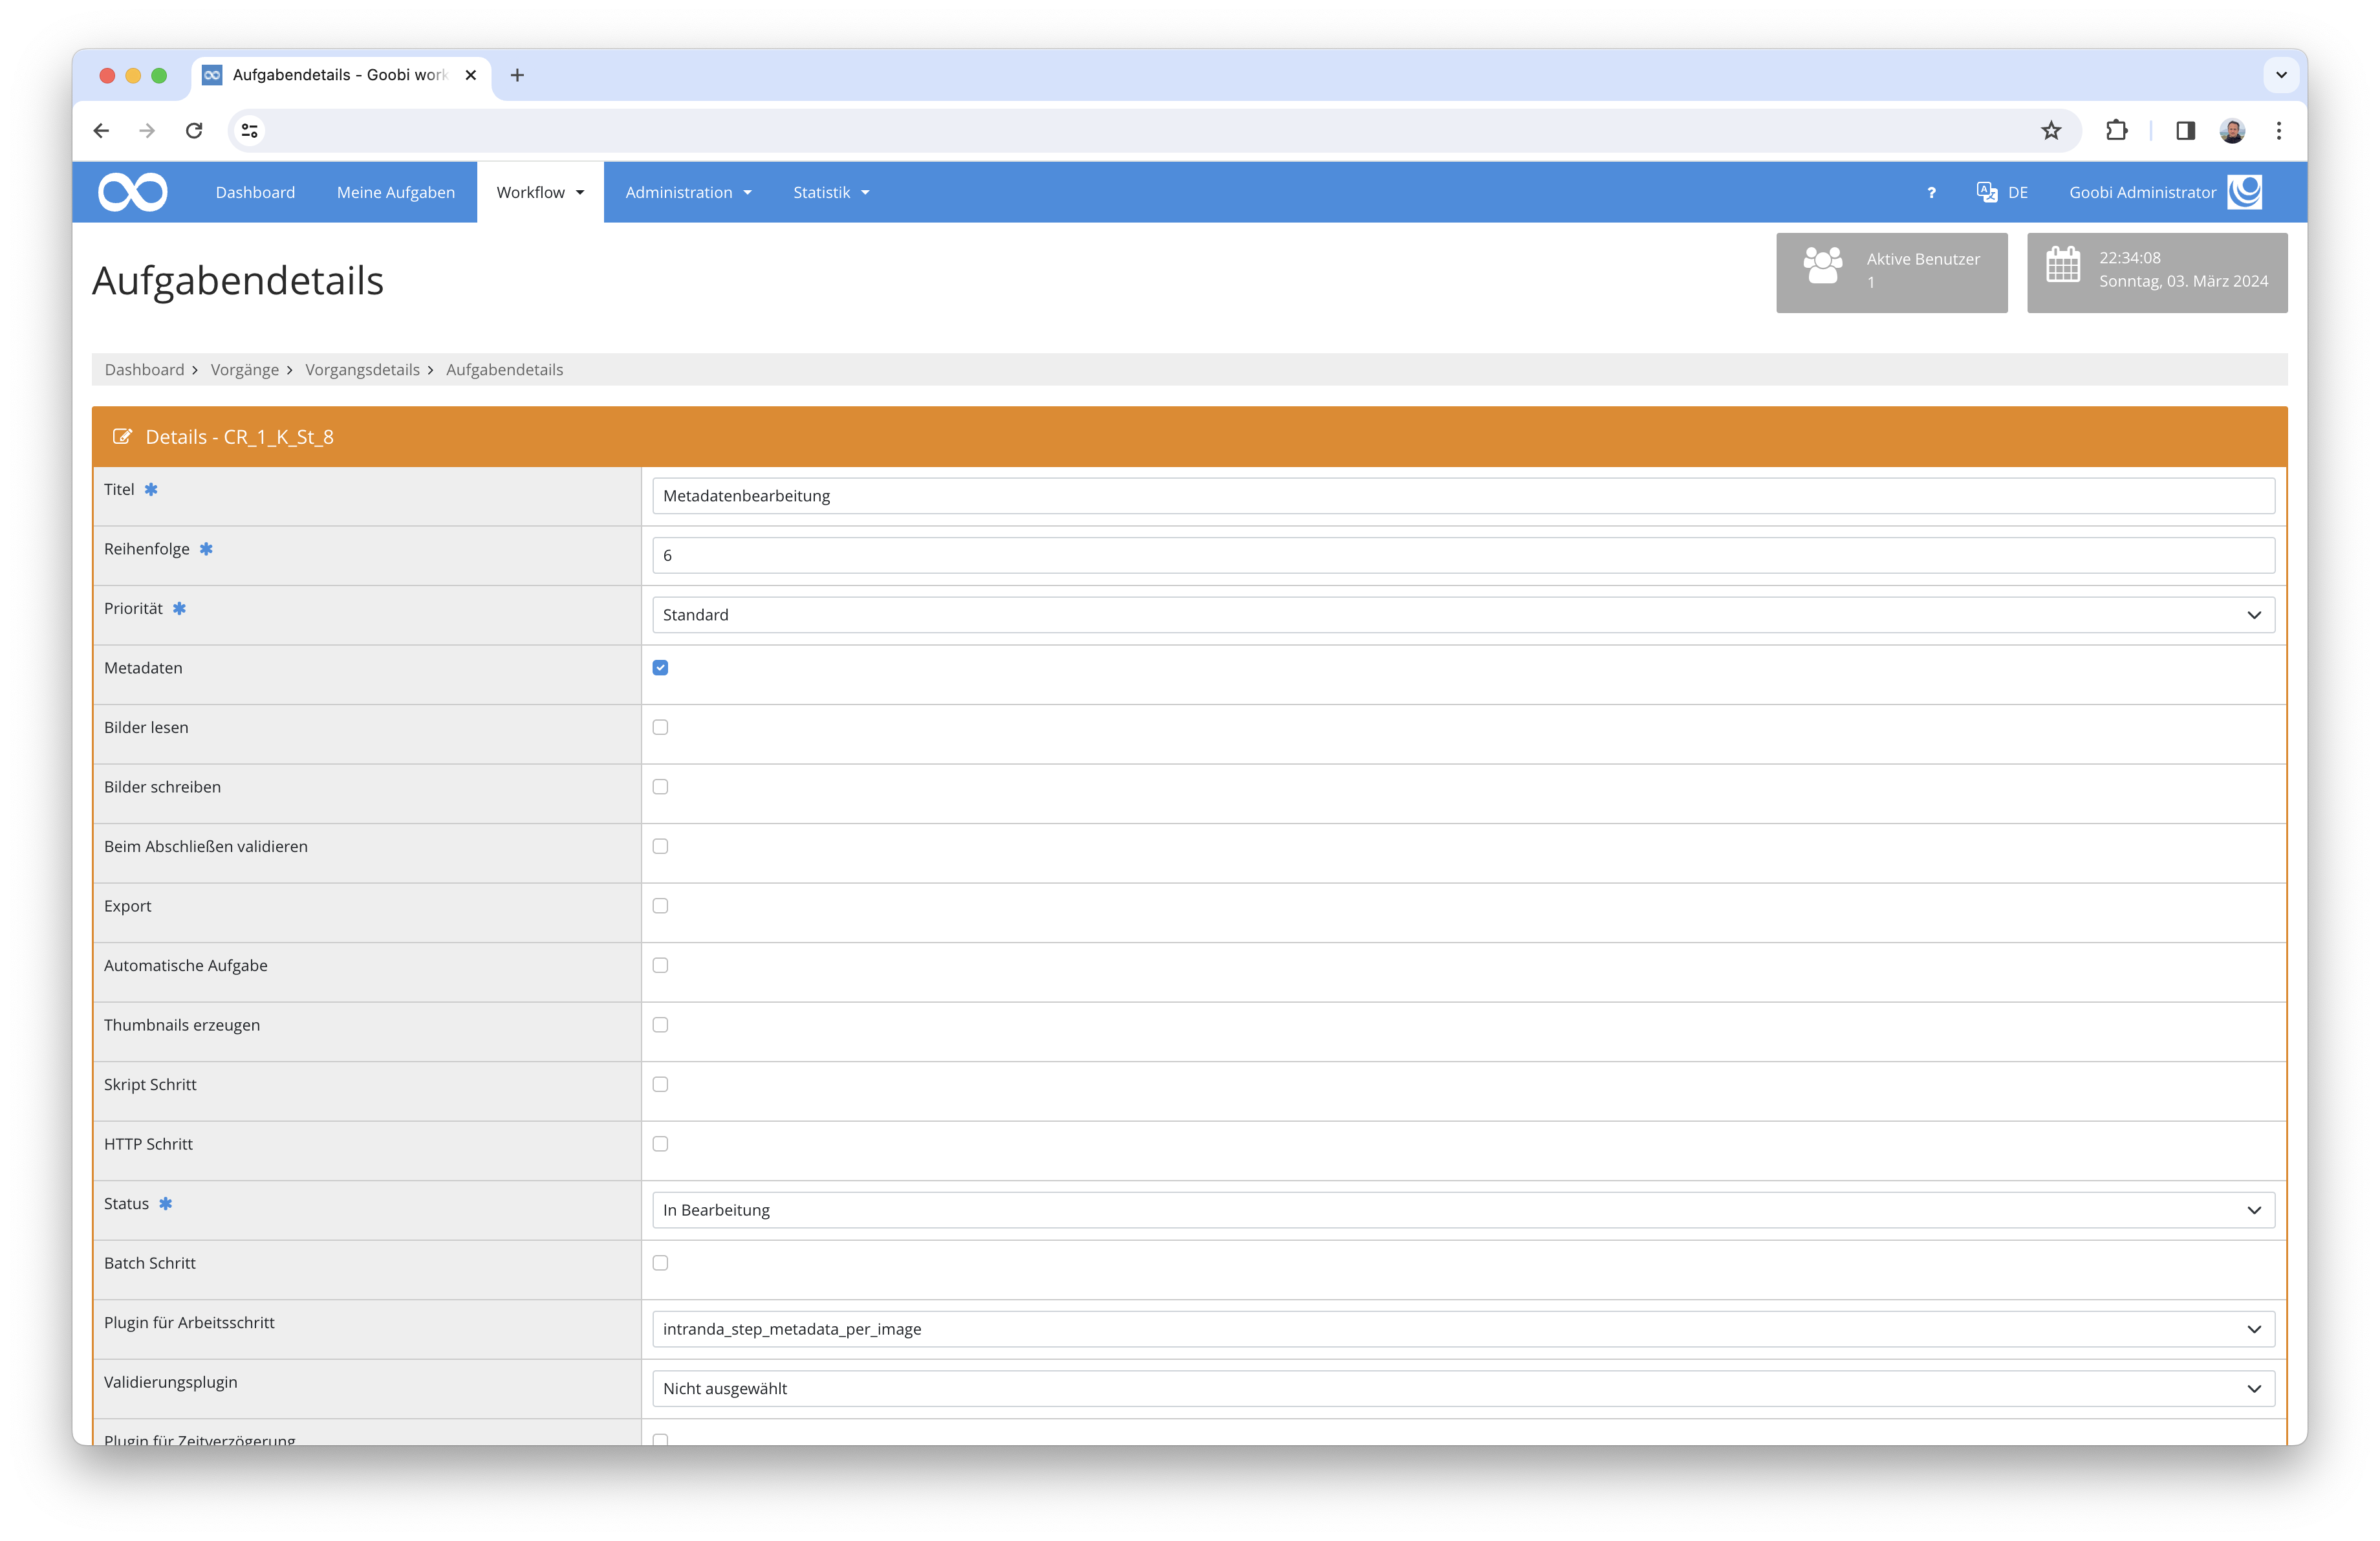 Aufgabendetails - Goobi work
Dashboard
Meine Aufgaben
Workflow
Administration
Statistik
?
DE
Goobi Administrator
Aufgabendetails
Aktive Benutzer
1
22:34:08
Sonntag, 03. März 2024
Dashboard > Vorgänge > Vorgangsdetails > Aufgabendetails
Details - CR_1_K_St_8
Titel * Metadatenbearbeitung
Reihenfolge * 6
Priorität * Standard
Metadaten
Bilder lesen
Bilder schreiben
Beim Abschließen validieren
Export
Automatische Aufgabe
Thumbnails erzeugen
Skript Schritt
HTTP Schritt
Status * In Bearbeitung
Batch Schritt
Plugin für Arbeitsschritt intranda_step_metadata_per_image
Validierungsplugin Nicht ausgewählt
Plugin für Zeitverzögerung